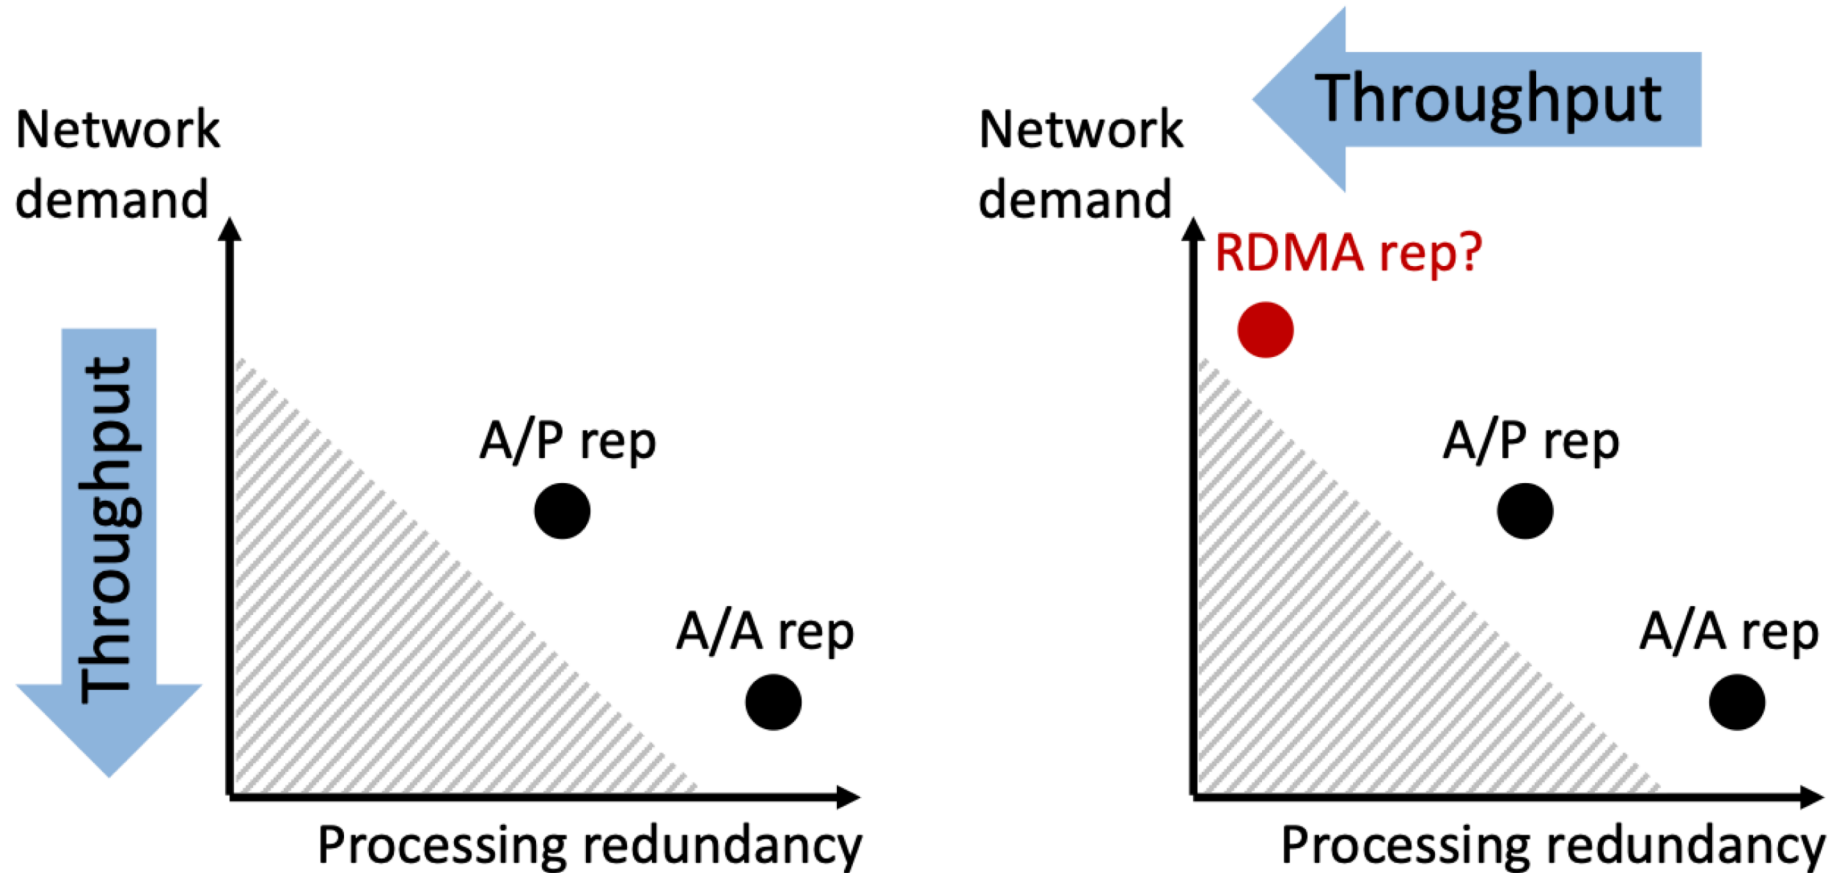 Network
demand
Throughput
A/P rep
A/A rep
Processing redundancy
Throughput
Network
demand
RDMA rep?
A/P rep
A/A rep
Processing redundancy